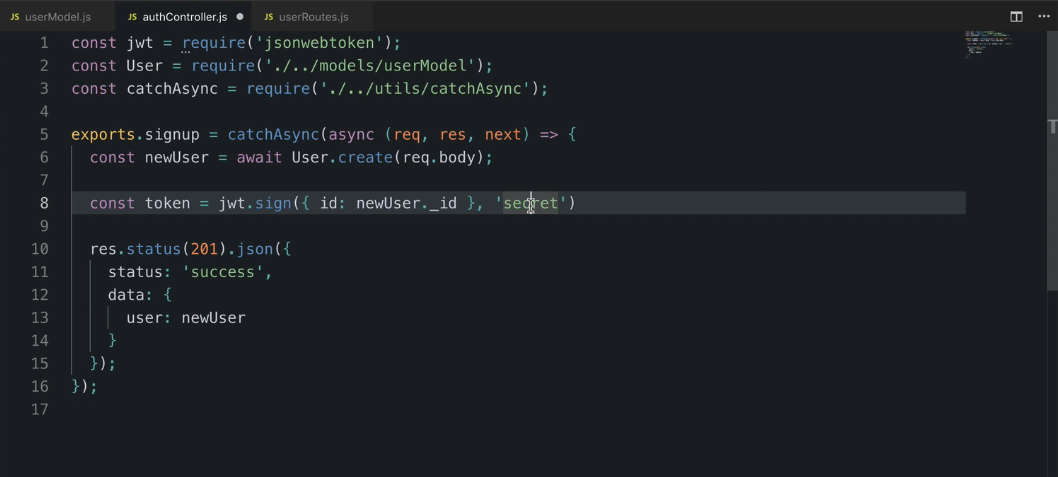 JS userModel.js JS authController.js JS userRoutes.js
1 const jwt = require('jsonwebtoken');
2 const User = require('./../models/userModel');
3 const catchAsync = require('./../utils/catchAsync');
4
5 exports.signup = catchAsync(async (req, res, next) => {
6 const newUser = await User.create(req.body);
7
8 const token = jwt.sign({ id: newUser._id }, 'secret')
9
10 res.status(201).json({
11 status: 'success',
12 data: {
13 user: newUser
14 }
15 });
16 });
17